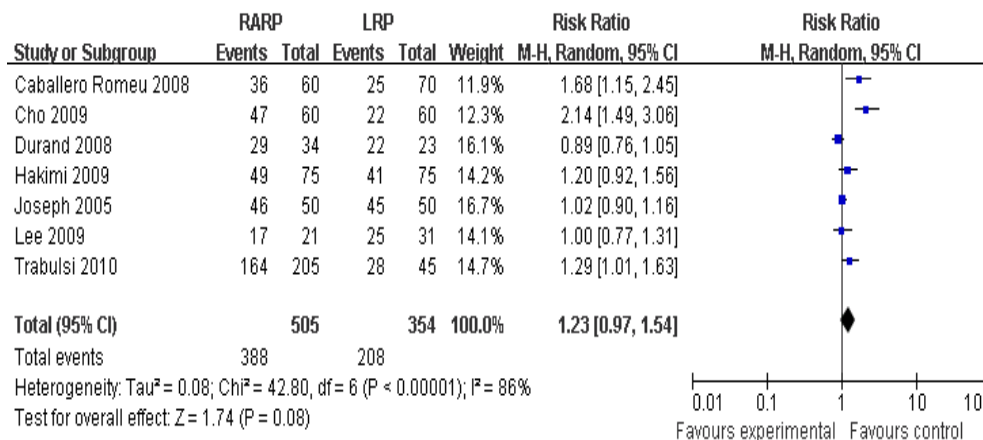 RARP LRP Risk Ratio Risk Ratio
Study or Subgroup Events Total Events Total Weight M-H, Random, 95% CI M-H, Random, 95% CI
Caballero Romeu 2008 36 60 25 70 11.9% 1.68 [1.15, 2.45]
Cho 2009 47 60 22 60 12.3% 2.14 [1.49, 3.06]
Durand 2008 29 34 22 23 16.1% 0.89 [0.76, 1.05]
Hakimi 2009 49 75 41 75 14.2% 1.20 [0.92, 1.56]
Joseph 2005 46 50 45 50 16.7% 1.02 [0.90, 1.16]
Lee 2009 17 21 25 31 14.1% 1.00 [0.77, 1.31]
Trabulsi 2010 164 205 28 45 14.7% 1.29 [1.01, 1.63]
Total (95% CI) 505 354 100.0% 1.23 [0.97, 1.54]
Total events 388 208
Heterogeneity: Tau² = 0.08; Chi² = 42.80, df = 6 (P < 0.00001); I² = 86%
Test for overall effect: Z = 1.74 (P = 0.08)
0.01 0.1 1 10 10
Favours experimental Favours control